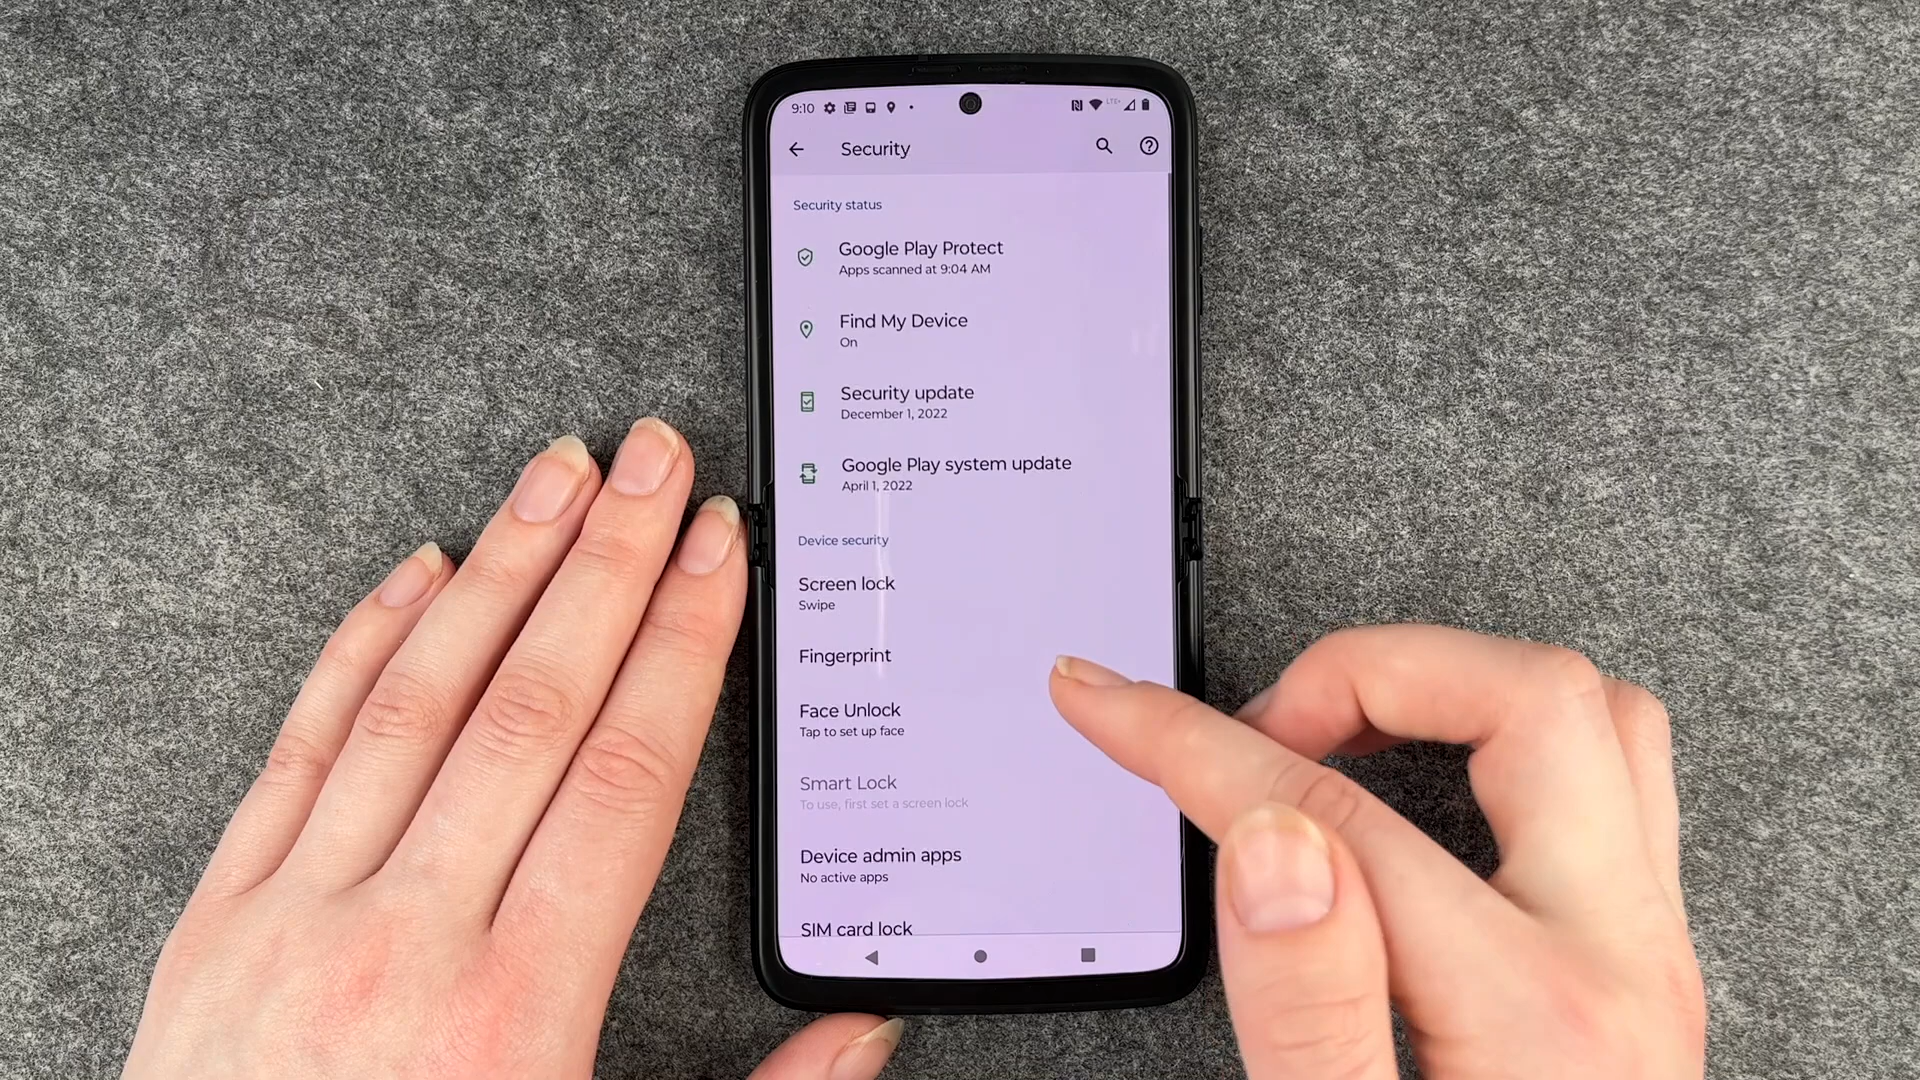 9:10
LTE+
Security
Security status
Google Play Protect
Apps scanned at 9:04 AM
Find My Device
On
Security update
December 1, 2022
Google Play system update
April 1, 2022
Device security
Screen lock
Swipe
Fingerprint
Face Unlock
Tap to set up face
Smart Lock
To use, first set a screen lock
Device admin apps
No active apps
SIM card lock